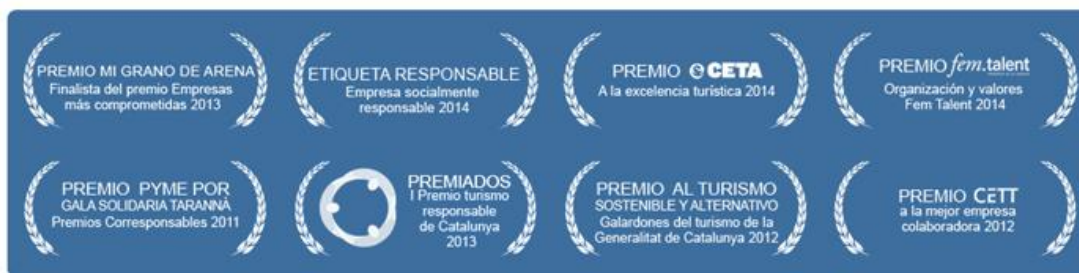 PREMIO MI GRANO DE ARENA
Finalista del premio Empresas
más comprometidas 2013
ETIQUETA RESPONSABLE
Empresa socialmente
responsable 2014
PREMIO CETA
A la excelencia turística 2014
PREMIO fem.talent
Organización y valores
Fem Talent 2014
PREMIO PYME POR
GALA SOLIDARIA TARANNÀ
Premios Corresponsables 2011
PREMIADOS
I Premio turismo
responsable
de Catalunya
2013
PREMIO AL TURISMO
SOSTENIBLE Y ALTERNATIVO
Galardones del turismo de la
Generalitat de Catalunya 2012
PREMIO CETT
a la mejor empresa
colaboradora 2012